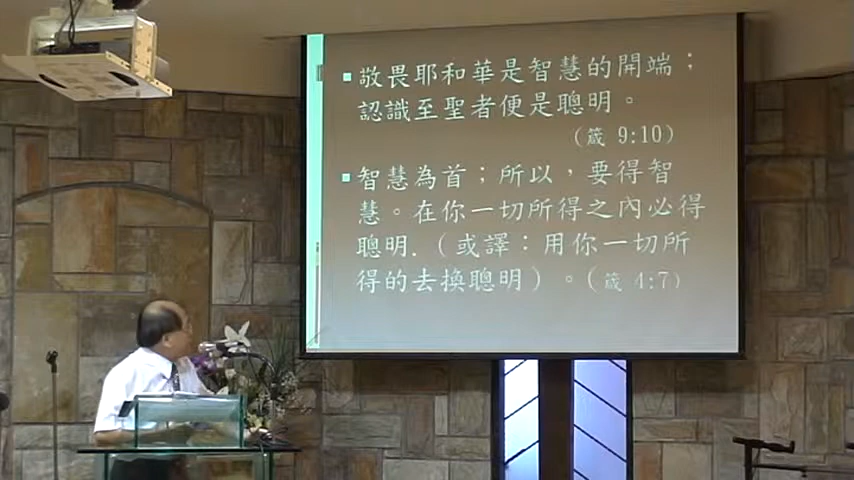 敬畏耶和華是智慧的開端；
認識至聖者便是聰明。
（箴 9:10）
智慧為首；所以，要得智
慧。在你一切所得之內必得
聰明.（或譯：用你一切所
得的去換聰明）。（箴 4:7）